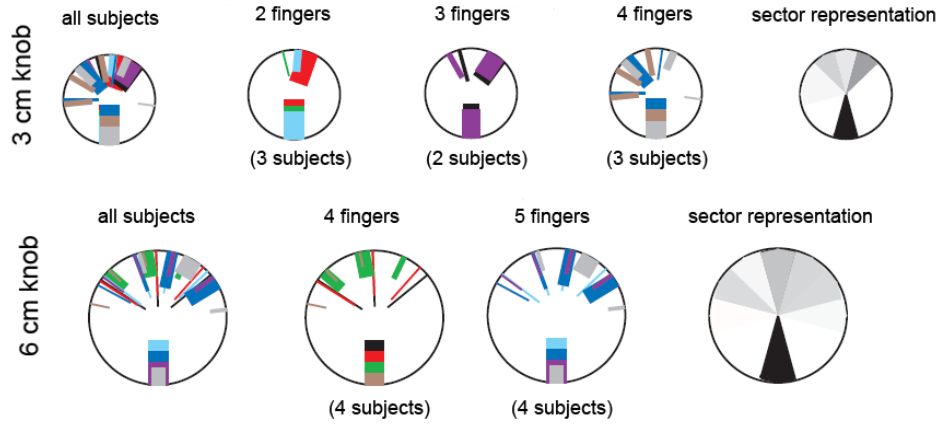 all subjects
2 fingers
3 fingers
4 fingers
sector representation
3 cm knob
(3 subjects)
(2 subjects)
(3 subjects)
all subjects
4 fingers
5 fingers
sector representation
6 cm knob
(4 subjects)
(4 subjects)